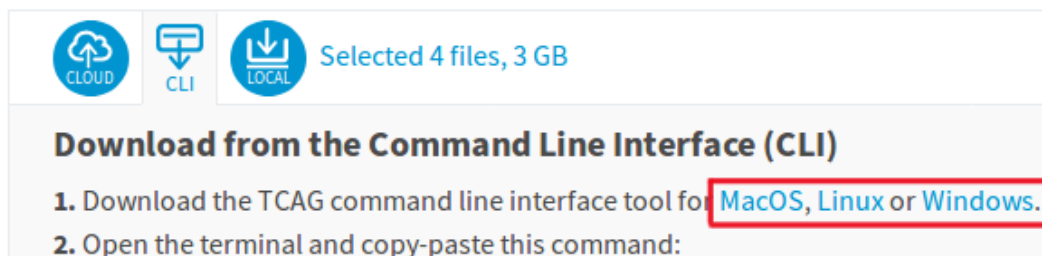 CLOUD
CLI
LOCAL
Selected 4 files, 3 GB
Download from the Command Line Interface (CLI)
1. Download the TCAG command line interface tool for MacOS, Linux or Windows.
2. Open the terminal and copy-paste this command: